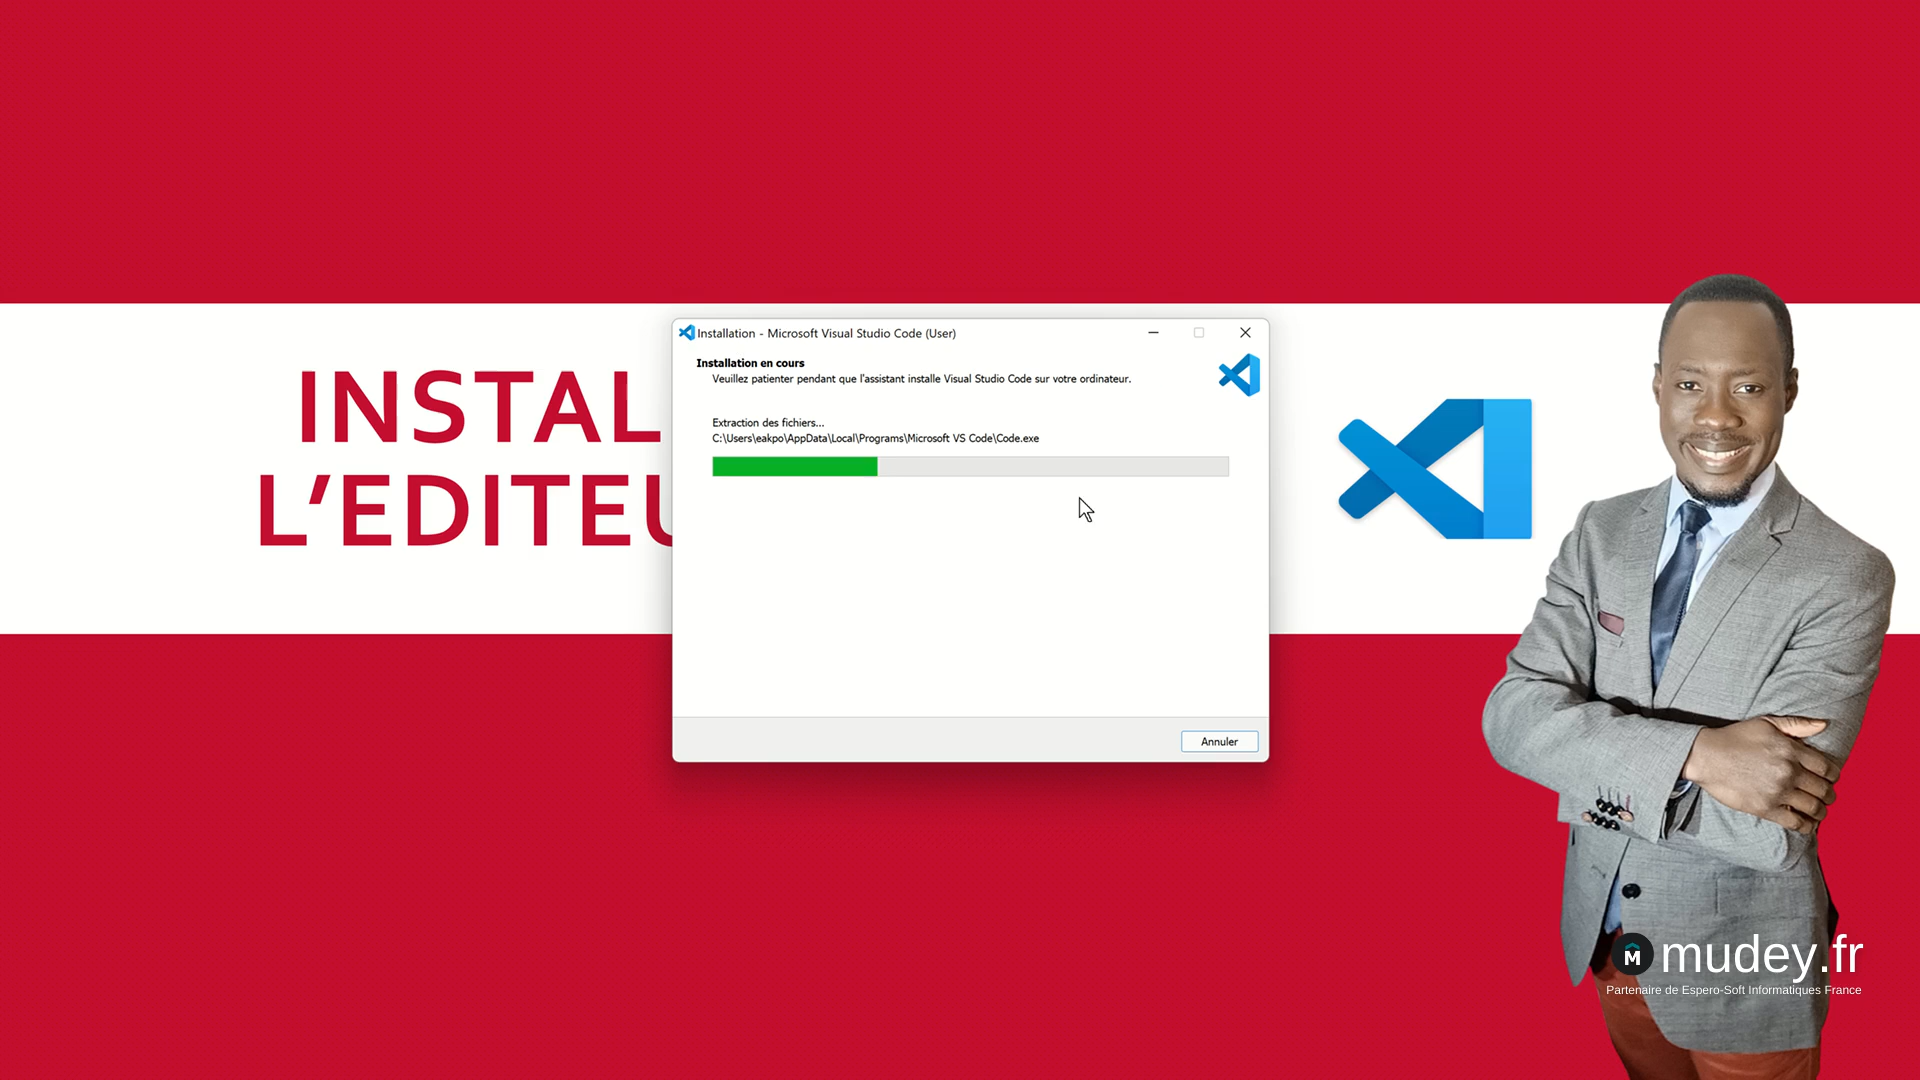 INSTAL
L’EDITEU
Installation - Microsoft Visual Studio Code (User)
Installation en cours
Veuillez patienter pendant que l'assistant installe Visual Studio Code sur votre ordinateur.
Extraction des fichiers...
C:\Users\eakpo\AppData\Local\Programs\Microsoft VS Code\Code.exe
Annuler
M mudey.fr
Partenaire de Espero-Soft Informatiques France